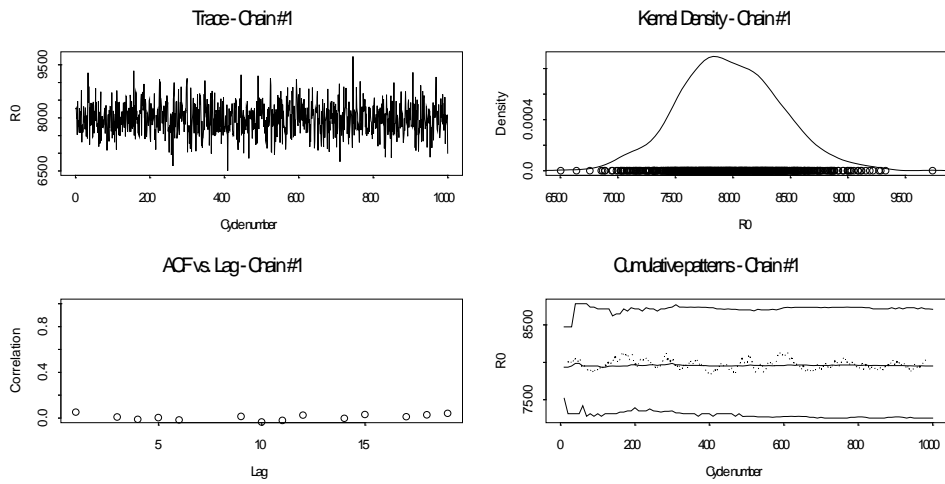 Trace - Chain #1
R0
9500
8000
6500
0 200 400 600 800 1000
Cycle number
Kernel Density - Chain #1
Density
0.0004
0.0
6500 7000 7500 8000 8500 9000 9500
R0
ACF vs. Lag - Chain #1
Correlation
0.8
0.4
0.0
5 10 15
Lag
Cumulative patterns - Chain #1
R0
8500
7500
0 200 400 600 800 1000
Cycle number